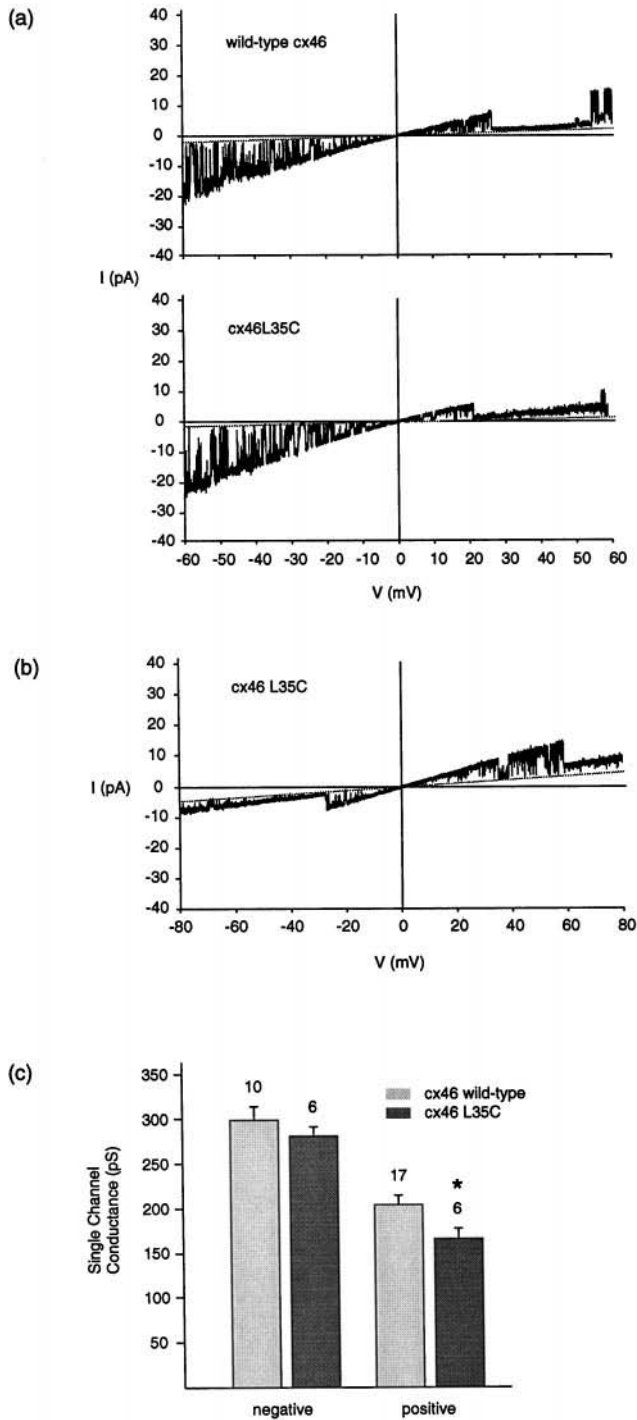 (a)
wild-type cx46
40
30
20
10
0
-10
-20
-30
-40
I (pA)
cx46L35C
40
30
20
10
0
-10
-20
-30
-40
-60 -50 -40 -30 -20 -10 0 10 20 30 40 50 60
V (mV)
(b)
cx46 L35C
40
30
20
10
I (pA)
0
-10
-20
-30
-40
-80 -60 -40 -20 0 20 40 60 80
V (mV)
(c)
Single Channel
Conductance (pS)
350
300
250
200
150
100
50
10
6
17
*
6
cx46 wild-type
cx46 L35C
negative positive